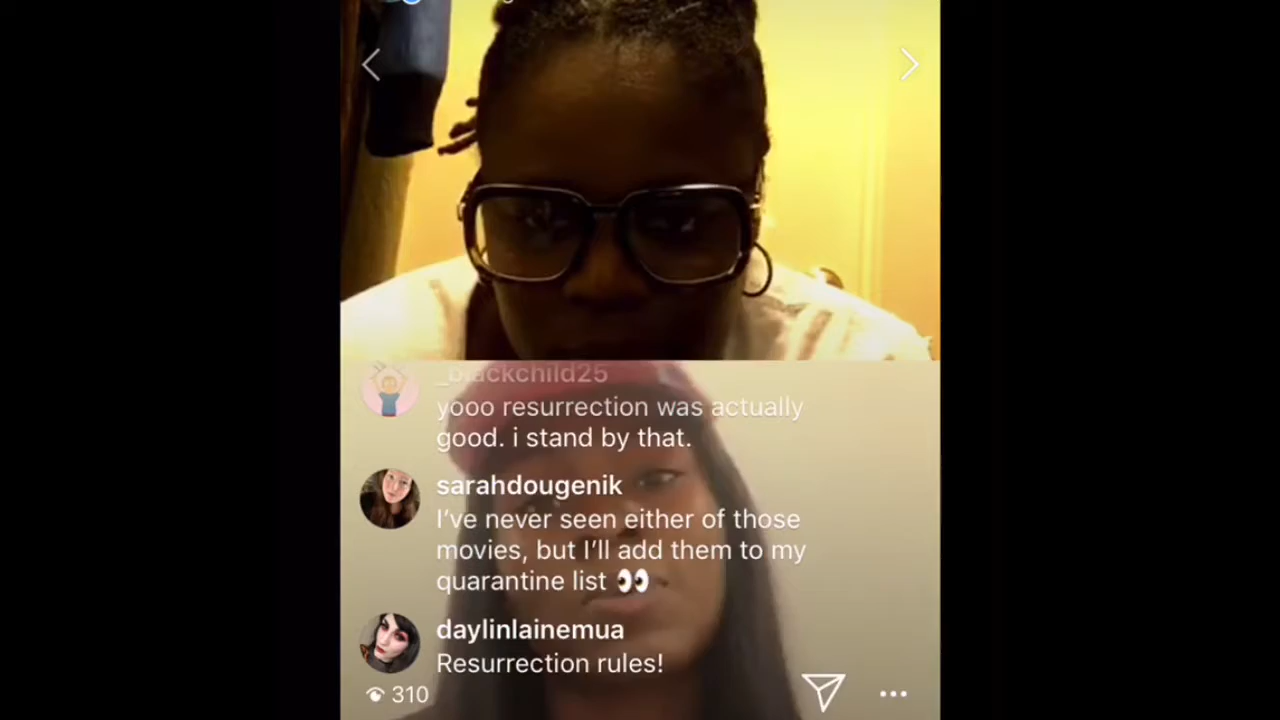 _blackchild25
yooo resurrection was actually
good. i stand by that.
sarahdougenik
I’ve never seen either of those
movies, but I’ll add them to my
quarantine list 👀
daylinlainemua
Resurrection rules!
310